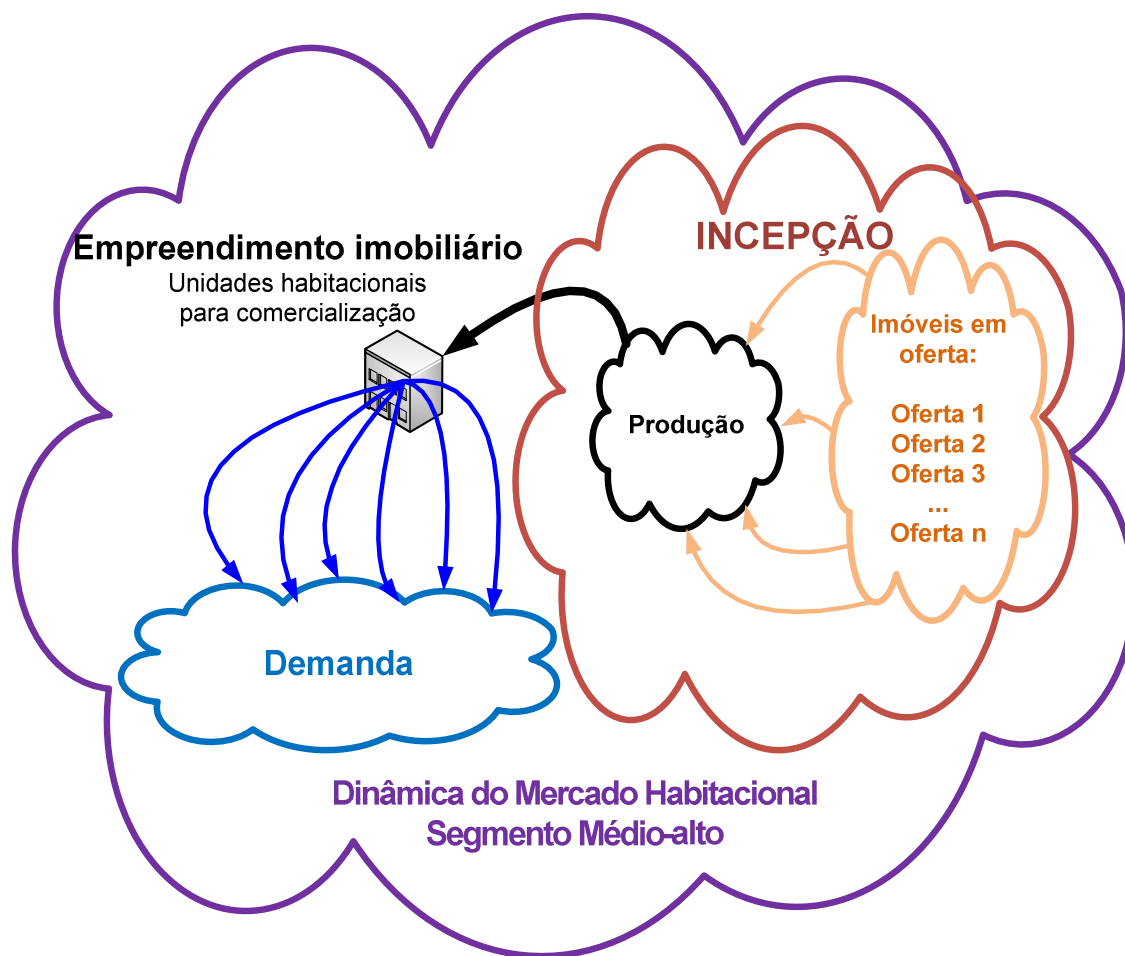 INCEPÇÃO
Empreendimento imobiliário
Unidades habitacionais
para comercialização
Imóveis em
oferta:
Oferta 1
Oferta 2
Oferta 3
...
Oferta n
Produção
Demanda
Dinâmica do Mercado Habitacional
Segmento Médio-alto